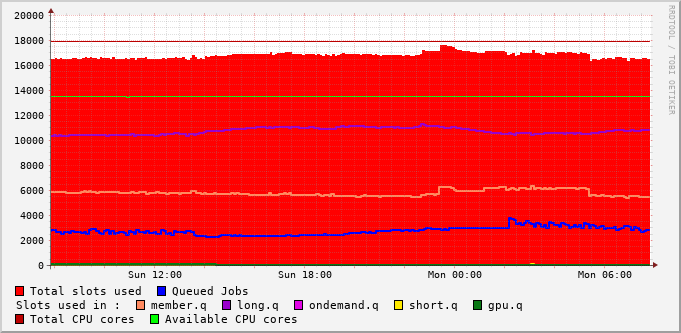 20000
18000
16000
14000
12000
10000
8000
6000
4000
2000
0
Sun 12:00 Sun 18:00 Mon 00:00 Mon 06:00
Total slots used Queued Jobs
Slots used in : member.q long.q ondemand.q short.q gpu.q
Total CPU cores Available CPU cores
RRDTOOL / TOBI OETIKER